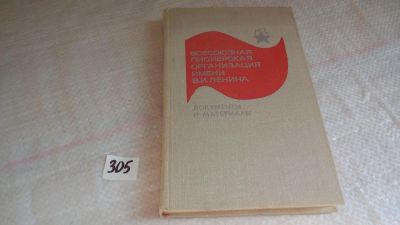 ВСЕСОЮЗНАЯ
ПИОНЕРСКАЯ
ОРГАНИЗАЦИЯ
ИМЕНИ
В.И. ЛЕНИНА
ДОКУМЕНТЫ
И МАТЕРИАЛЫ
305